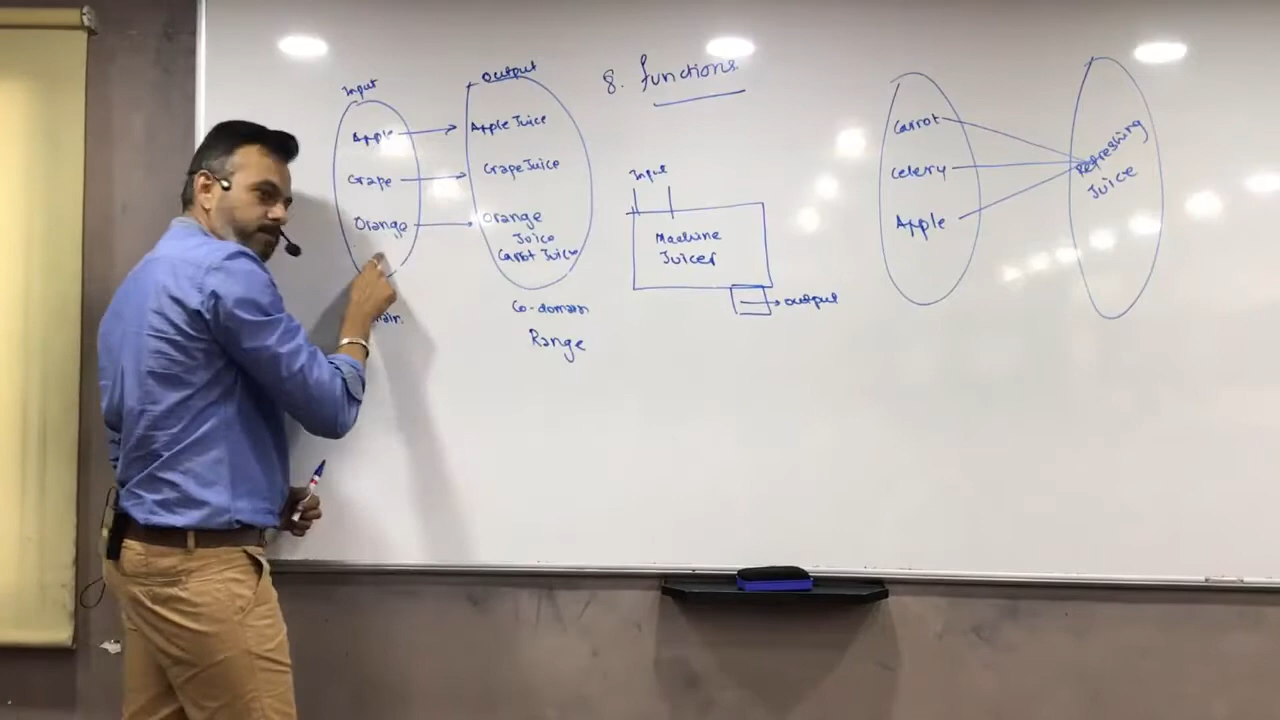 8. functions
Input
Apple
Grape
Orange
main.
Output
Apple Juice
Grape Juice
Orange
Juice
Carrot Juice
Co-domain
Range
Input
Machine
Juicer
output
Carrot
Celery
Apple
Refreshing
Juice